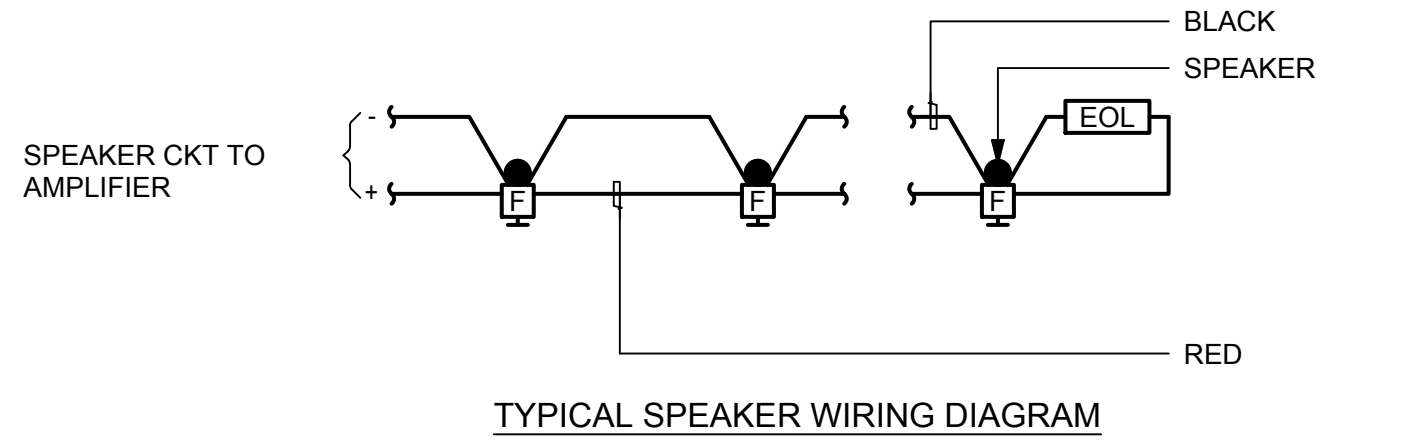 BLACK
SPEAKER
-
EOL
SPEAKER CKT TO
AMPLIFIER
+
F F F
RED
TYPICAL SPEAKER WIRING DIAGRAM